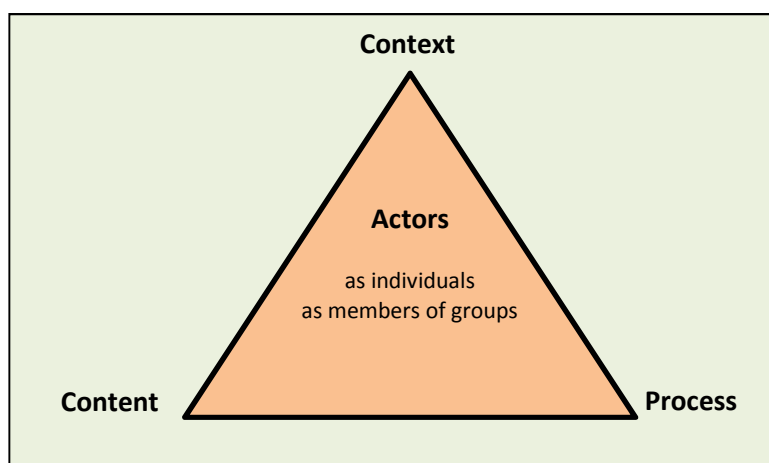 Context
Actors
as individuals
as members of groups
Content
Process